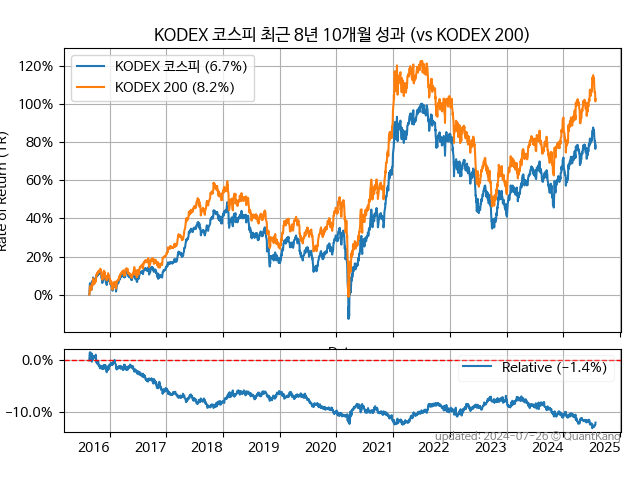 KODEX 코스피 최근 8년 10개월 성과 (vs KODEX 200)
KODEX 코스피 (6.7%)
KODEX 200 (8.2%)
120%
100%
80%
60%
40%
20%
0%
Rate of Return (TR)
0.0%
−10.0%
Relative (−1.4%)
updated: 2024-07-26 © QuantKang
2016 2017 2018 2019 2020 2021 2022 2023 2024 2025